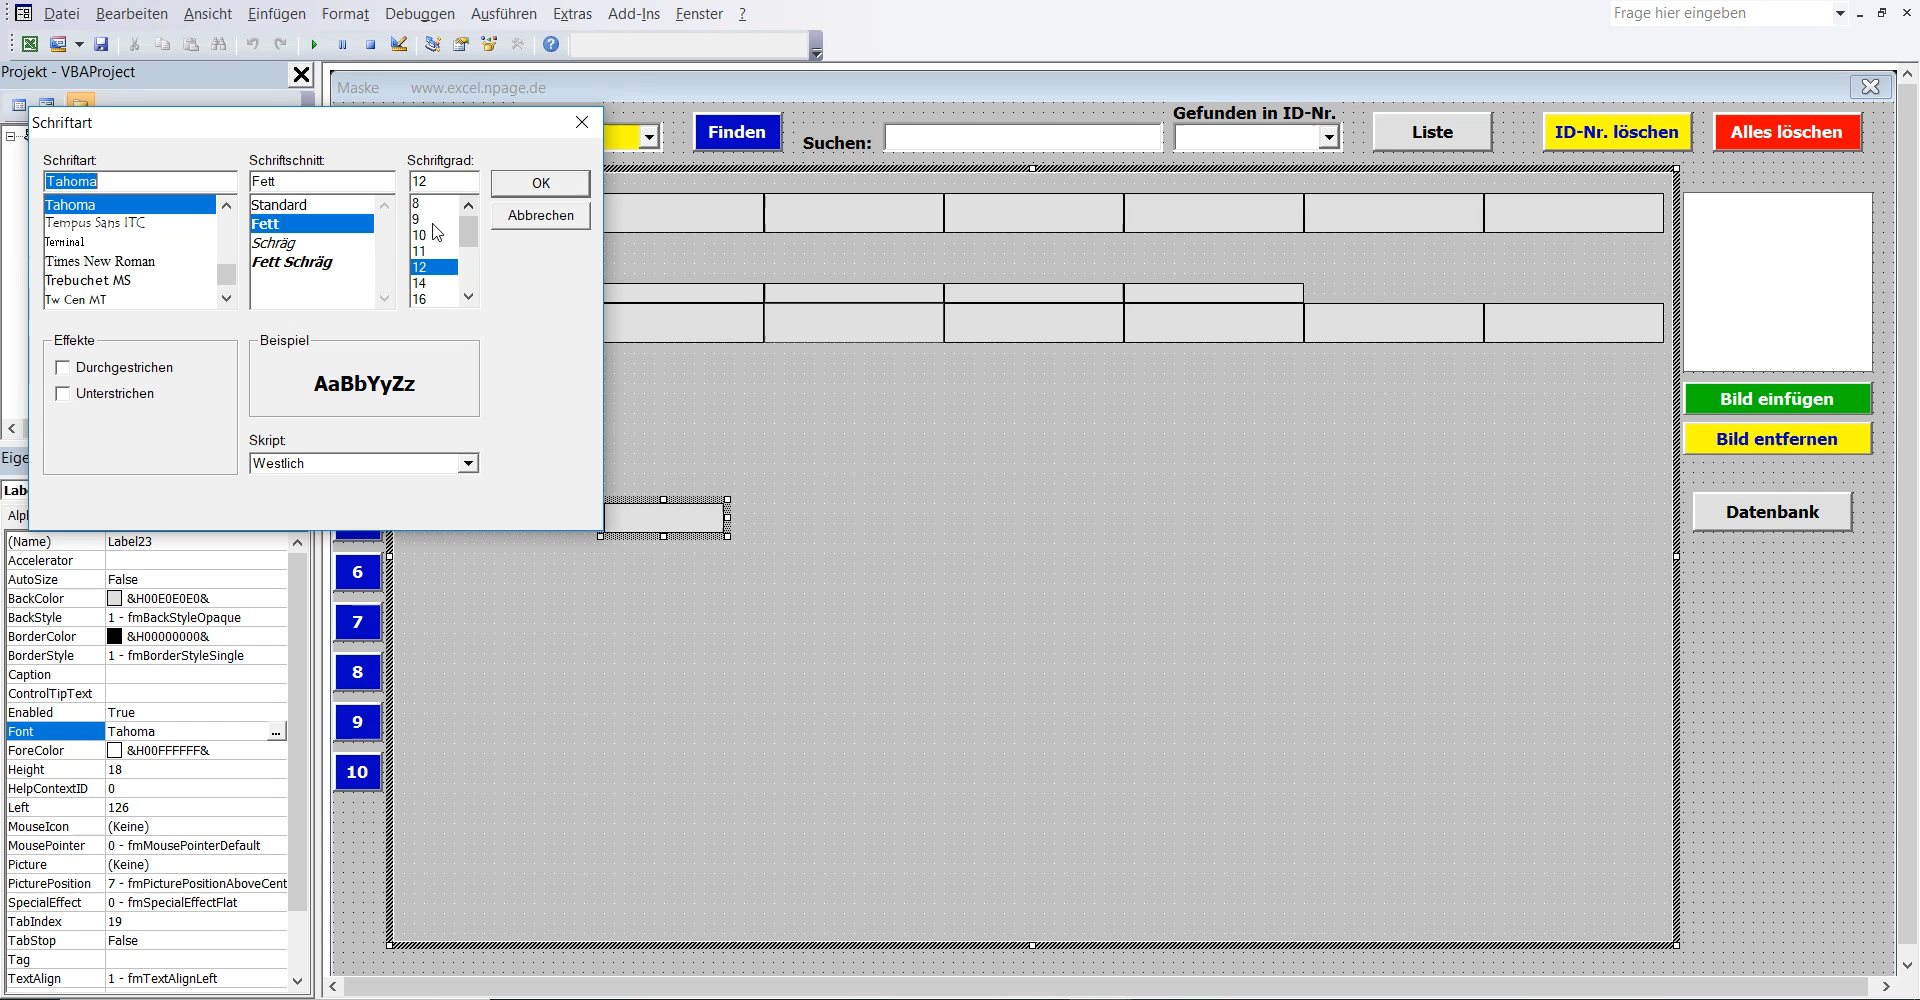 Datei Bearbeiten Ansicht Einfügen Format Debuggen Ausführen Extras Add-Ins Fenster ?
Frage hier eingeben
Projekt - VBAProject
Maske www.excel.npage.de
Schriftart
Schriftart:
Schriftschnitt:
Schriftgrad:
Tahoma
Fett
12
OK
Abbrechen
Tahoma
Tempus Sans ITC
Terminal
Times New Roman
Trebuchet MS
Tw Cen MT
Standard
Fett
Schräg
Fett Schräg
8
9
10
11
12
14
16
Effekte
Durchgestrichen
Unterstrichen
Beispiel
AaBbYyZz
Skript:
Westlich
Finden
Suchen:
Gefunden in ID-Nr.
Liste
ID-Nr. löschen
Alles löschen
Bild einfügen
Bild entfernen
Datenbank
6
7
8
9
10
Eige
Lab
Alp
(Name) Label23
Accelerator
AutoSize False
BackColor &H00E0E0E0&
BackStyle 1 - fmBackStyleOpaque
BorderColor &H00000000&
BorderStyle 1 - fmBorderStyleSingle
Caption
ControlTipText
Enabled True
Font Tahoma ...
ForeColor &H00FFFFFF&
Height 18
HelpContextID 0
Left 126
MouseIcon (Keine)
MousePointer 0 - fmMousePointerDefault
Picture (Keine)
PicturePosition 7 - fmPicturePositionAboveCent
SpecialEffect 0 - fmSpecialEffectFlat
TabIndex 19
TabStop False
Tag
TextAlign 1 - fmTextAlignLeft